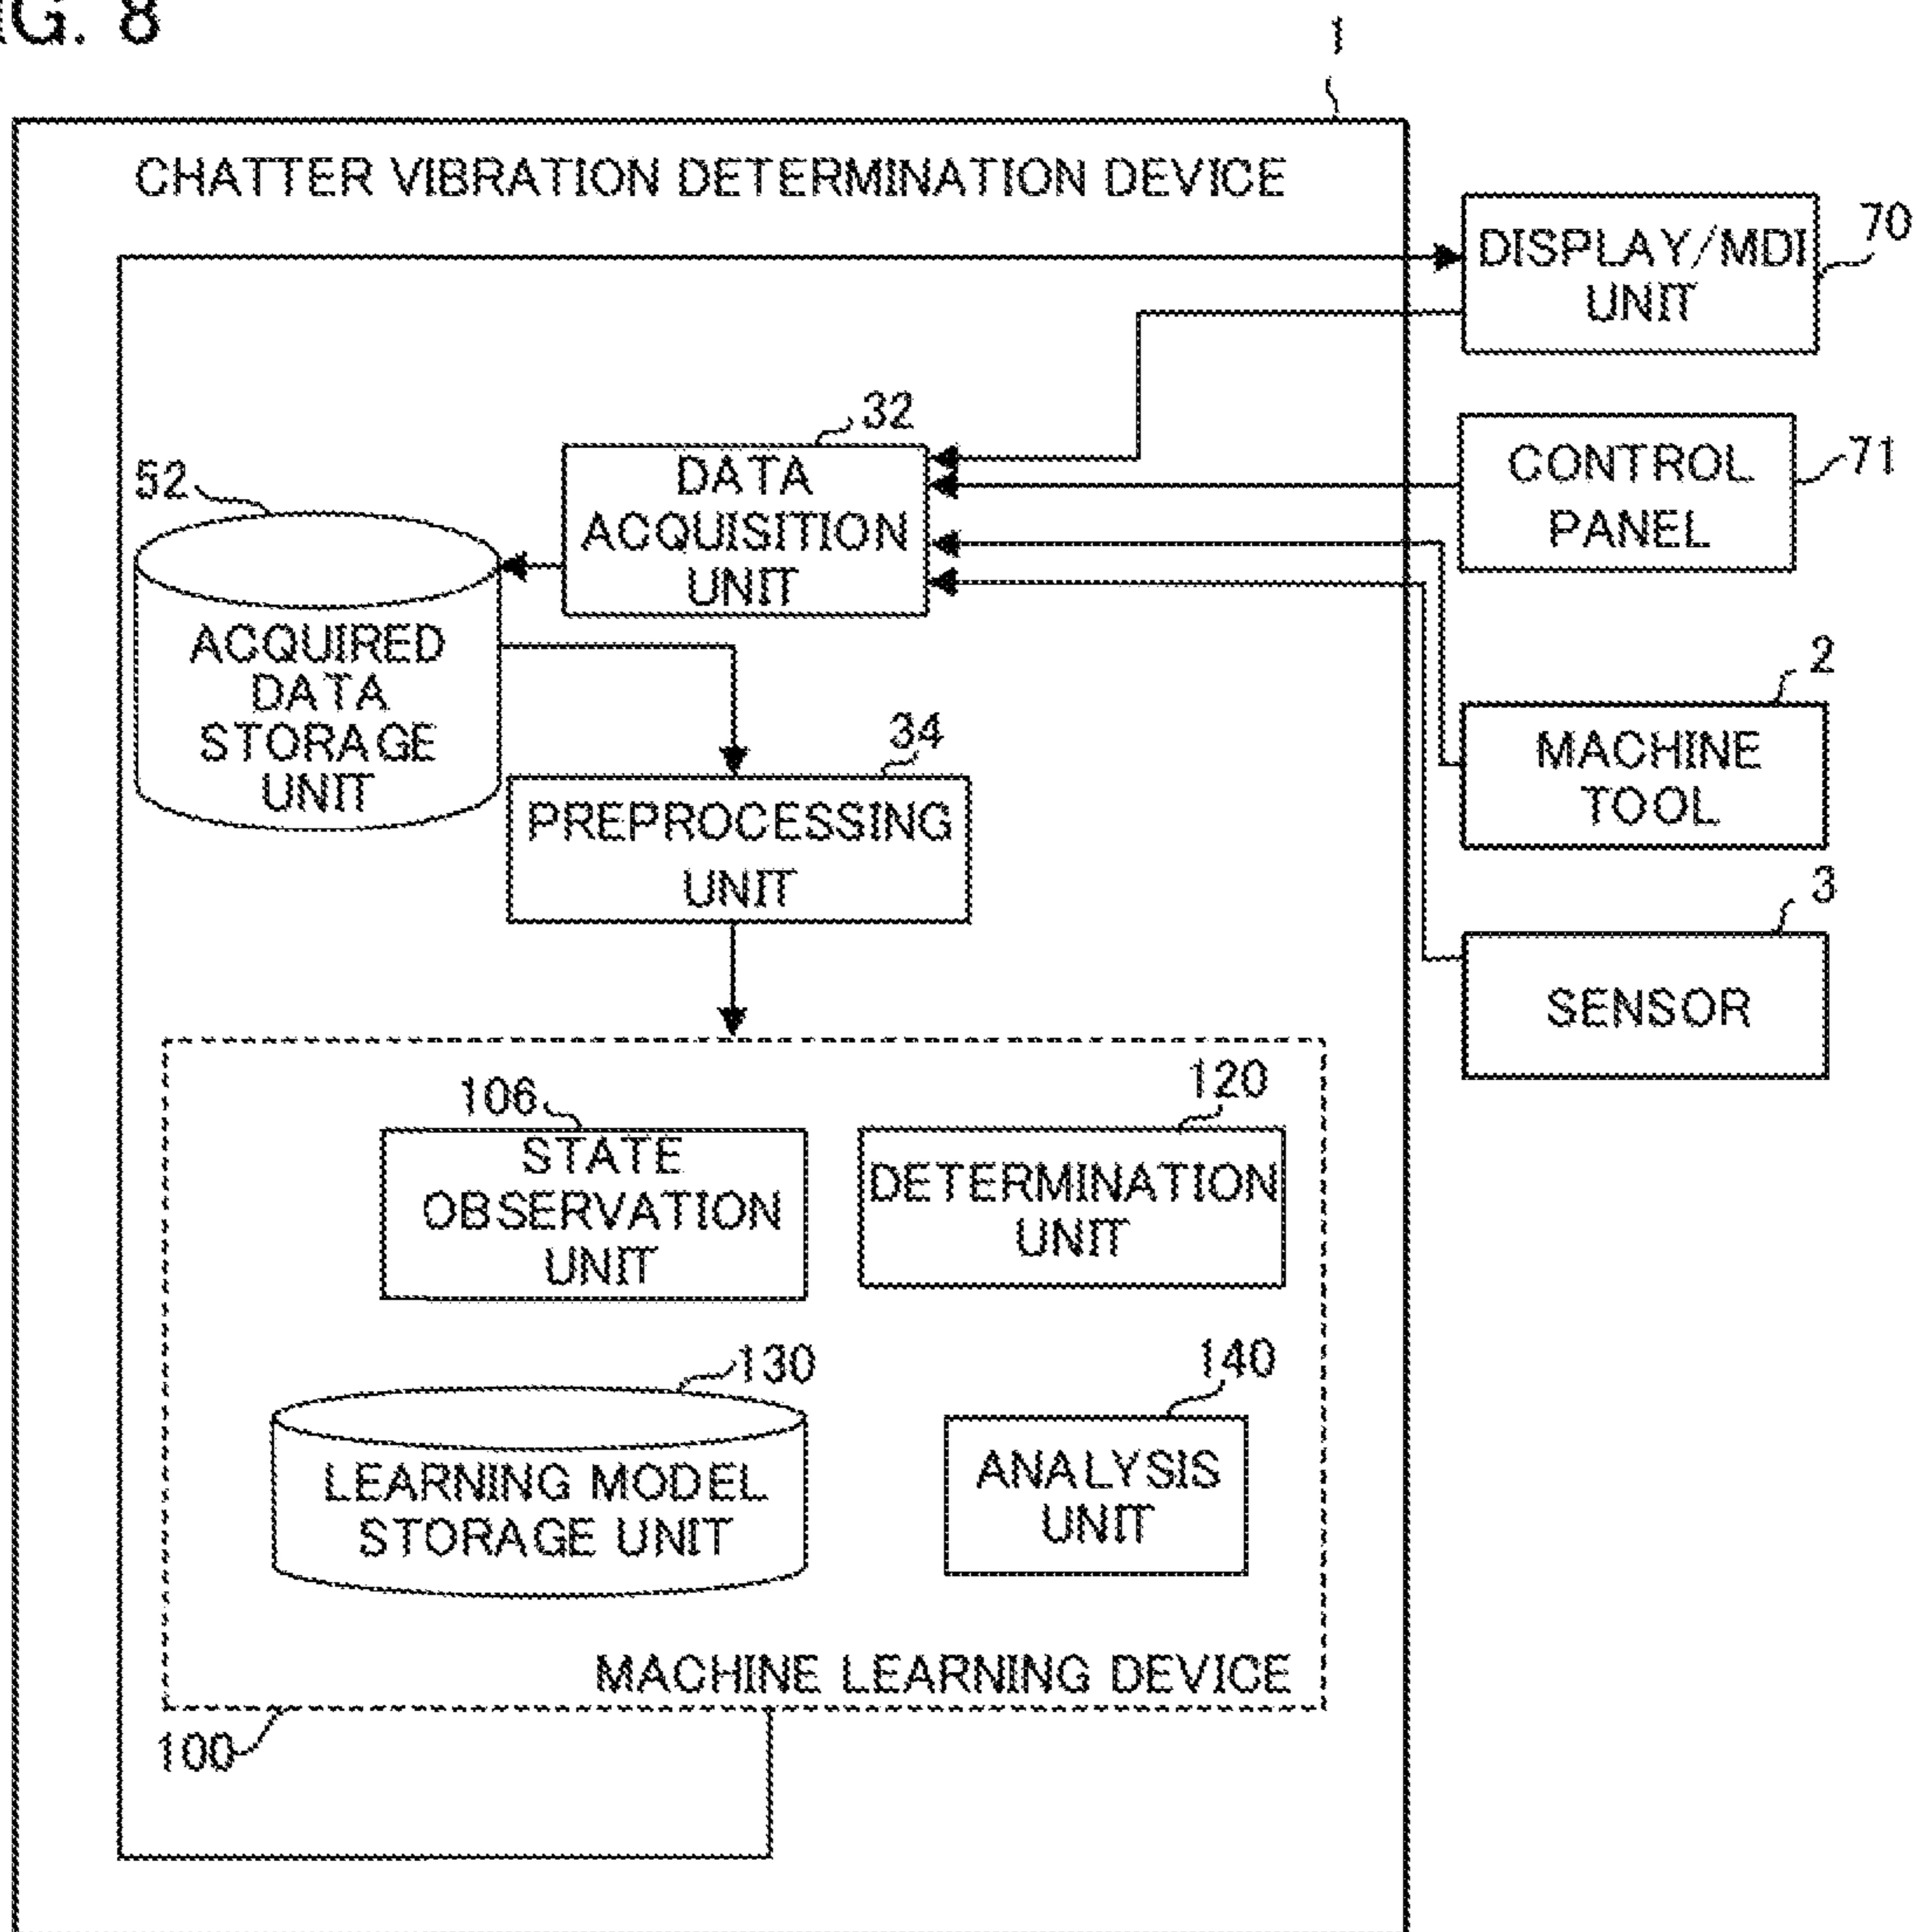 G. 8
1
CHATTER VIBRATION DETERMINATION DEVICE
DISPLAY/MDI
UNIT
70
32
DATA
ACQUISITION
UNIT
CONTROL
PANEL
71
52
ACQUIRED
DATA
STORAGE
UNIT
34
PREPROCESSING
UNIT
2
MACHINE
TOOL
3
SENSOR
106
STATE
OBSERVATION
UNIT
120
DETERMINATION
UNIT
130
LEARNING MODEL
STORAGE UNIT
140
ANALYSIS
UNIT
MACHINE LEARNING DEVICE
100